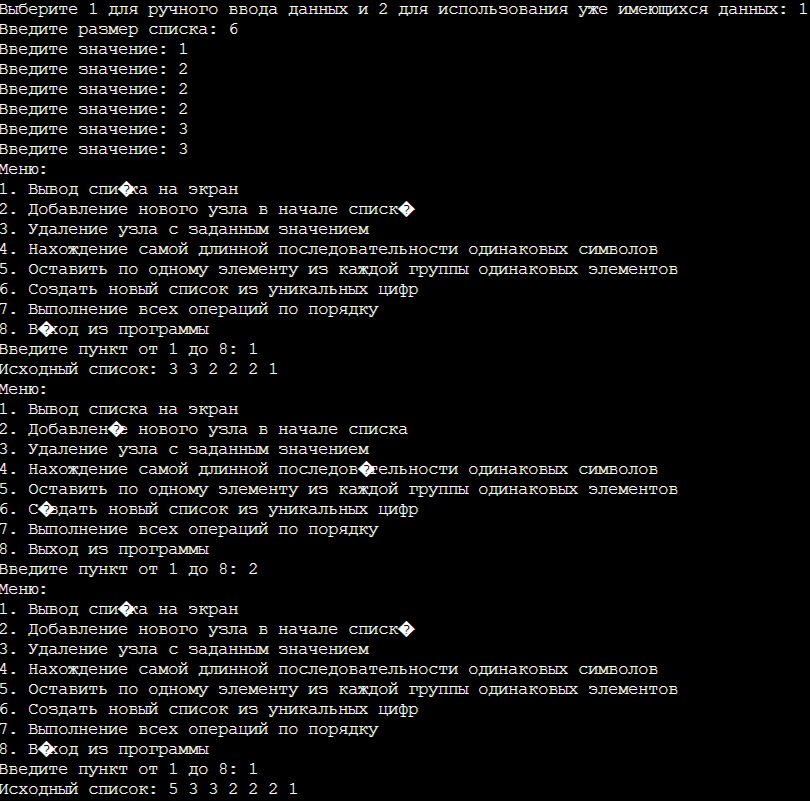 Выберите 1 для ручного ввода данных и 2 для использования уже имеющихся данных: 1
Введите размер списка: 6
Введите значение: 1
Введите значение: 2
Введите значение: 2
Введите значение: 2
Введите значение: 3
Введите значение: 3
Меню:
1. Вывод спи�ка на экран
2. Добавление нового узла в начале списк�
3. Удаление узла с заданным значением
4. Нахождение самой длинной последовательности одинаковых символов
5. Оставить по одному элементу из каждой группы одинаковых элементов
6. Создать новый список из уникальных цифр
7. Выполнение всех операций по порядку
8. В�ход из программы
Введите пункт от 1 до 8: 1
Исходный список: 3 3 2 2 2 1
Меню:
1. Вывод списка на экран
2. Добавлен�е нового узла в начале списка
3. Удаление узла с заданным значением
4. Нахождение самой длинной последов�тельности одинаковых символов
5. Оставить по одному элементу из каждой группы одинаковых элементов
6. С�здать новый список из уникальных цифр
7. Выполнение всех операций по порядку
8. Выход из программы
Введите пункт от 1 до 8: 2
Меню:
1. Вывод спи�ка на экран
2. Добавление нового узла в начале списк�
3. Удаление узла с заданным значением
4. Нахождение самой длинной последовательности одинаковых символов
5. Оставить по одному элементу из каждой группы одинаковых элементов
6. Создать новый список из уникальных цифр
7. Выполнение всех операций по порядку
8. В�ход из программы
Введите пункт от 1 до 8: 1
Исходный список: 5 3 3 2 2 2 1